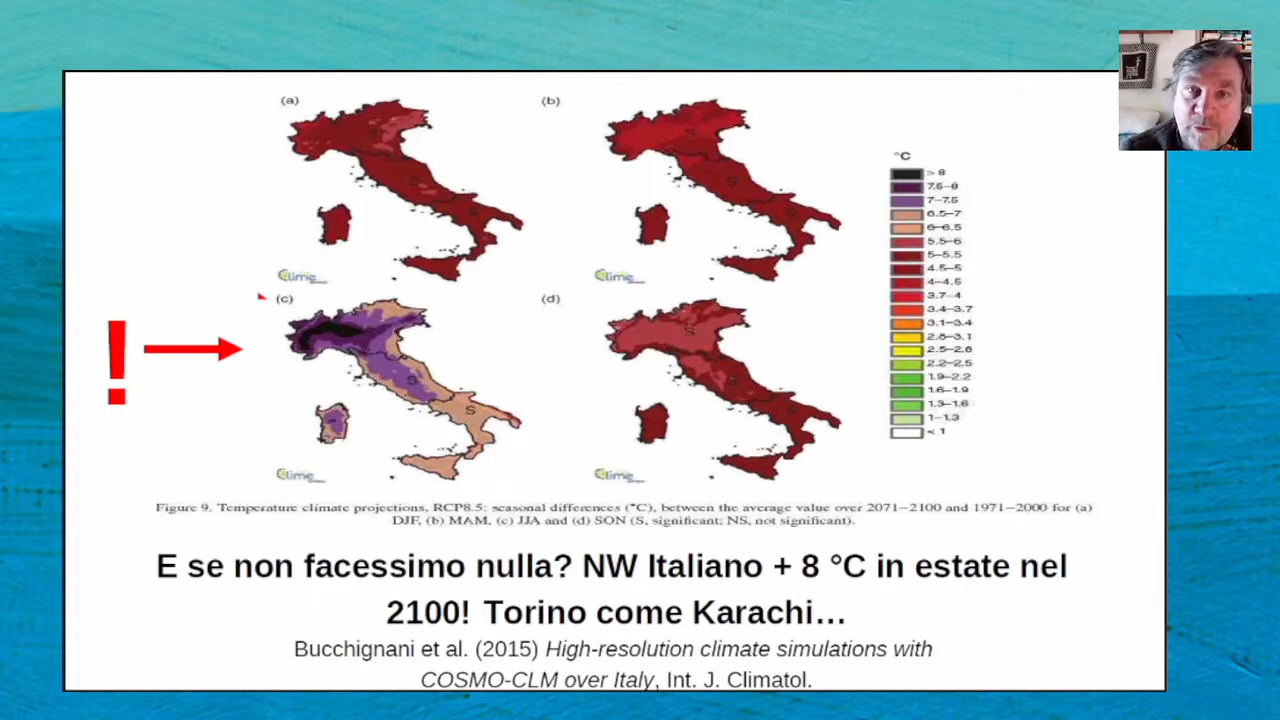 (a)
(b)
°C
> 8
7.5–8
7–7.5
6.5–7
6–6.5
5.5–6
5–5.5
4.5–5
4–4.5
3.7–4
3.4–3.7
3.1–3.4
2.8–3.1
2.5–2.8
2.2–2.5
1.9–2.2
1.6–1.9
1.3–1.6
1–1.3
< 1
S
S
Clime
Clime
(c)
(d)
S
S
S
S
!
Clime
Clime
Figure 9. Temperature climate projections, RCP8.5: seasonal differences (°C), between the average value over 2071–2100 and 1971–2000 for (a)
DJF, (b) MAM, (c) JJA and (d) SON (S, significant; NS, not significant).
E se non facessimo nulla? NW Italiano + 8 °C in estate nel
2100! Torino come Karachi...
Bucchignani et al. (2015) High-resolution climate simulations with
COSMO-CLM over Italy, Int. J. Climatol.